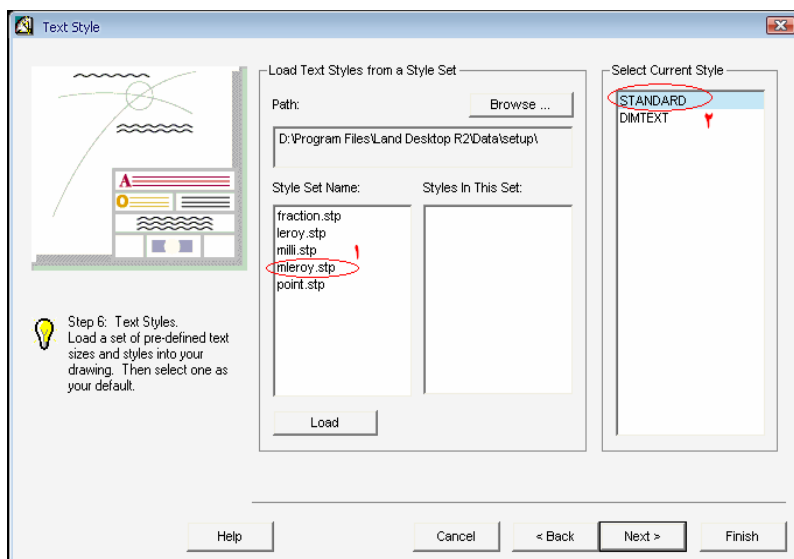 Text Style
A
O
Step 6: Text Styles.
Load a set of pre-defined text
sizes and styles into your
drawing. Then select one as
your default.
Load Text Styles from a Style Set
Path:
Browse ...
D:\Program Files\Land Desktop R2\Data\setup\
Style Set Name:
Styles In This Set:
fraction.stp
leroy.stp
milli.stp
۱
mleroy.stp
point.stp
Load
Select Current Style
STANDARD
DIMTEXT
۲
Help
Cancel
< Back
Next >
Finish